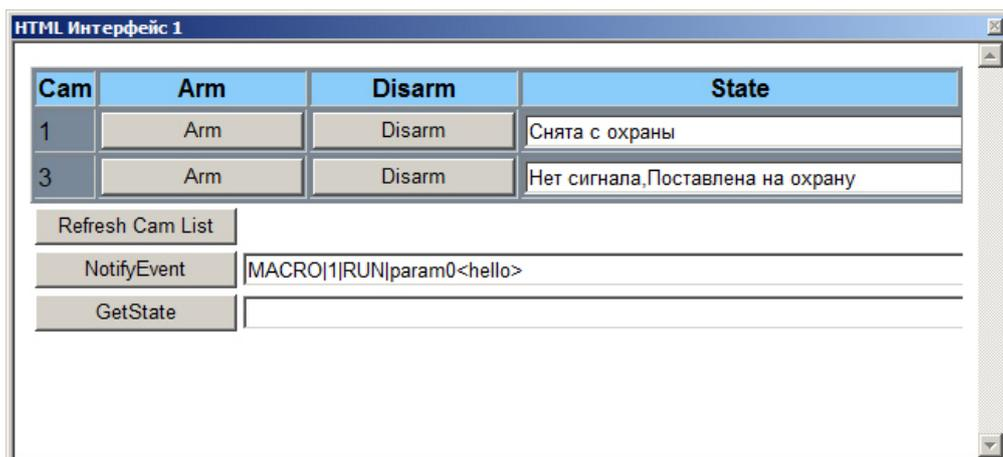 HTML Интерфейс 1
Cam Arm Disarm State
1 Arm Disarm Снята с охраны
3 Arm Disarm Нет сигнала,Поставлена на охрану
Refresh Cam List
NotifyEvent MACRO|1|RUN|param0<hello>
GetState